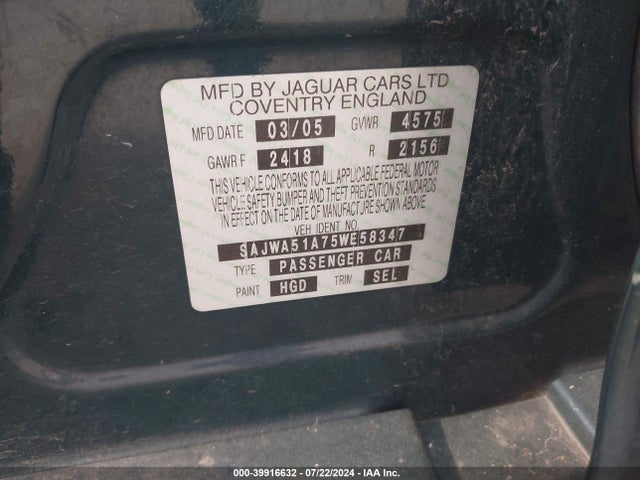 MFD BY JAGUAR CARS LTD
COVENTRY ENGLAND
MFD DATE 03/05 GVWR 4575
GAWR F 2418 R 2156
THIS VEHICLE CONFORMS TO ALL APPLICABLE FEDERAL MOTOR
VEHICLE SAFETY BUMPER AND THEFT PREVENTION STANDARDS
IN EFFECT ON THE DATE OF MANUFACTURE SHOWN ABOVE
VEH IDENT NO.
SAJWA51A75WE58347
TYPE PASSENGER CAR
PAINT HGD TRIM SEL
000-39916632 - 07/22/2024 - IAA Inc.